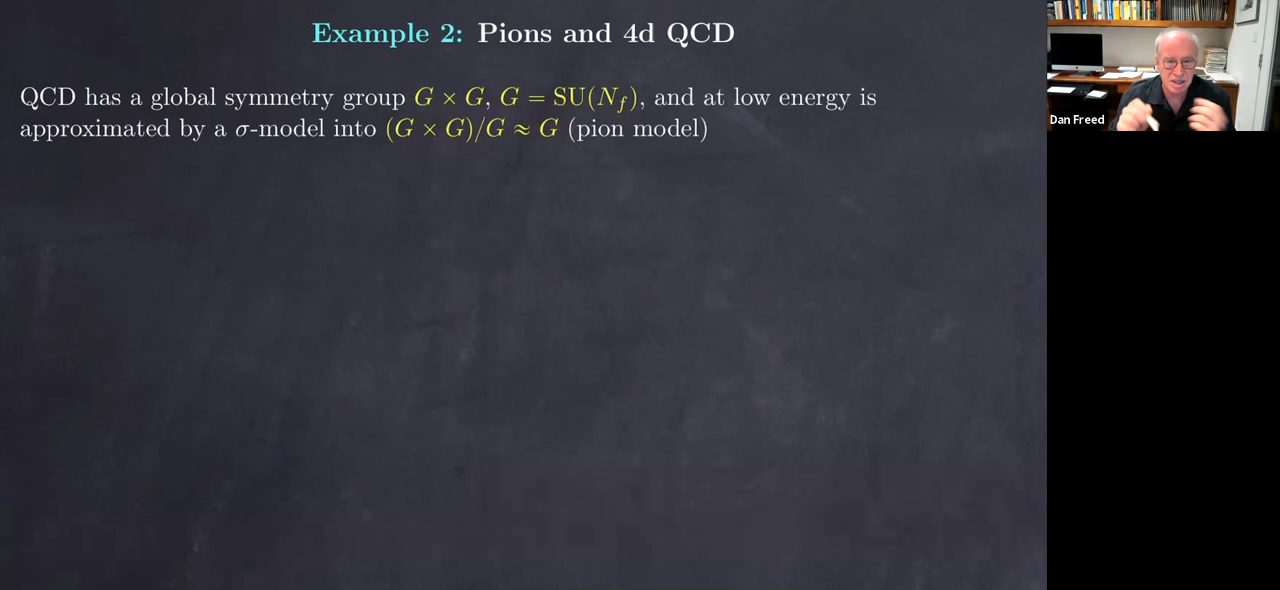 Example 2: Pions and 4d QCD
QCD has a global symmetry group G × G, G = SU(N_f), and at low energy is
approximated by a σ-model into (G × G)/G ≈ G (pion model)
Dan Freed